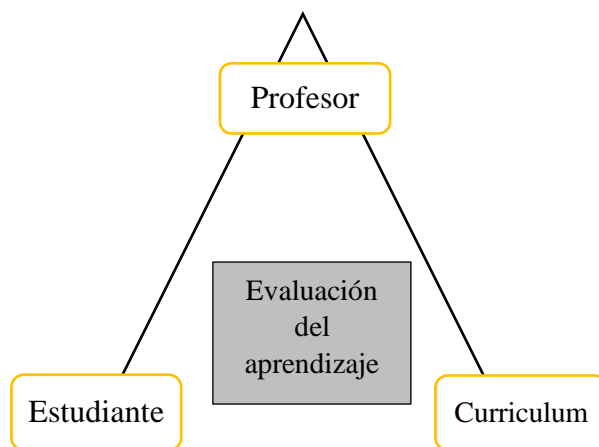 Profesor
Evaluación
del
aprendizaje
Estudiante
Curriculum